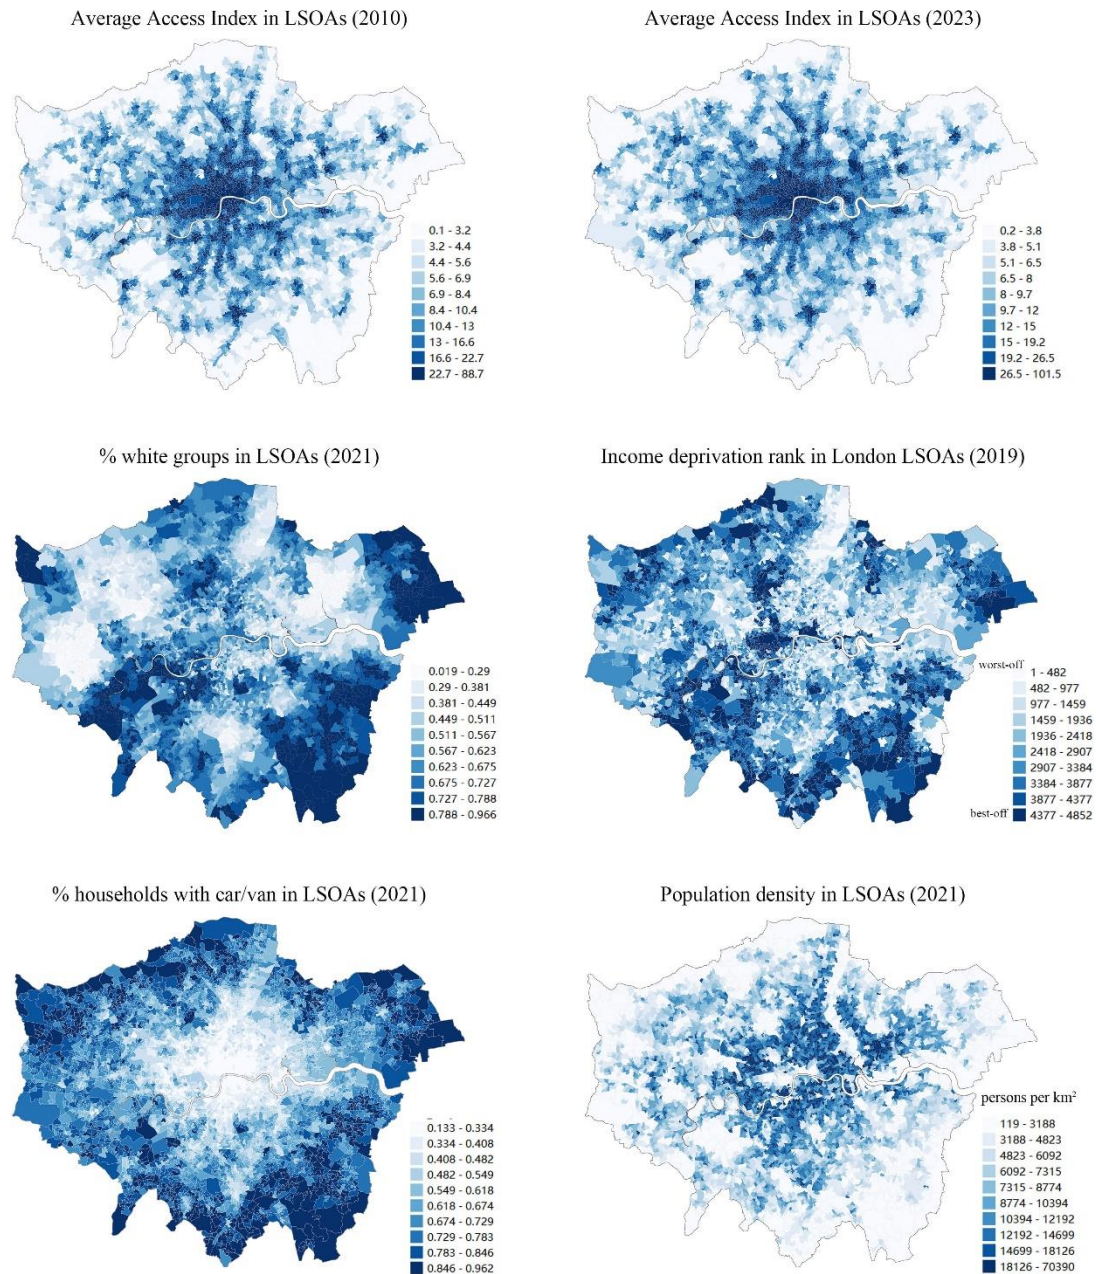 Average Access Index in LSOAs (2010)
0.1 - 3.2
3.2 - 4.4
4.4 - 5.6
5.6 - 6.9
6.9 - 8.4
8.4 - 10.4
10.4 - 13
13 - 16.6
16.6 - 22.7
22.7 - 88.7
Average Access Index in LSOAs (2023)
0.2 - 3.8
3.8 - 5.1
5.1 - 6.5
6.5 - 8
8 - 9.7
9.7 - 12
12 - 15
15 - 19.2
19.2 - 26.5
26.5 - 101.5
% white groups in LSOAs (2021)
0.019 - 0.29
0.29 - 0.381
0.381 - 0.449
0.449 - 0.511
0.511 - 0.567
0.567 - 0.623
0.623 - 0.675
0.675 - 0.727
0.727 - 0.788
0.788 - 0.966
Income deprivation rank in London LSOAs (2019)
worst-off
1 - 482
482 - 977
977 - 1459
1459 - 1936
1936 - 2418
2418 - 2907
2907 - 3384
3384 - 3877
3877 - 4377
best-off
4377 - 4852
% households with car/van in LSOAs (2021)
0.133 - 0.334
0.334 - 0.408
0.408 - 0.482
0.482 - 0.549
0.549 - 0.618
0.618 - 0.674
0.674 - 0.729
0.729 - 0.783
0.783 - 0.846
0.846 - 0.962
Population density in LSOAs (2021)
persons per km²
119 - 3188
3188 - 4823
4823 - 6092
6092 - 7315
7315 - 8774
8774 - 10394
10394 - 12192
12192 - 14699
14699 - 18126
18126 - 70390